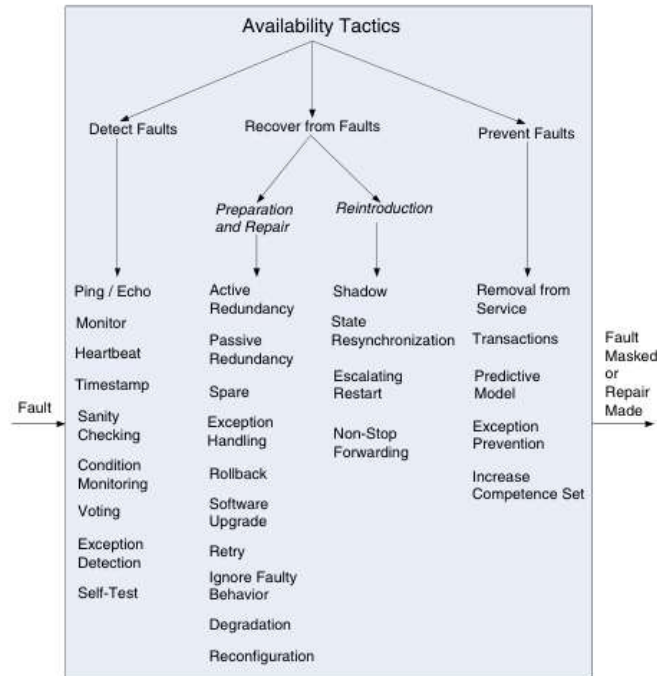 Availability Tactics
Detect Faults
Recover from Faults
Prevent Faults
Preparation
and Repair
Reintroduction
Fault
Ping / Echo
Monitor
Heartbeat
Timestamp
Sanity
Checking
Condition
Monitoring
Voting
Exception
Detection
Self-Test
Active
Redundancy
Passive
Redundancy
Spare
Exception
Handling
Rollback
Software
Upgrade
Retry
Ignore Faulty
Behavior
Degradation
Reconfiguration
Shadow
State
Resynchronization
Escalating
Restart
Non-Stop
Forwarding
Removal from
Service
Transactions
Predictive
Model
Exception
Prevention
Increase
Competence Set
Fault
Masked
or
Repair
Made